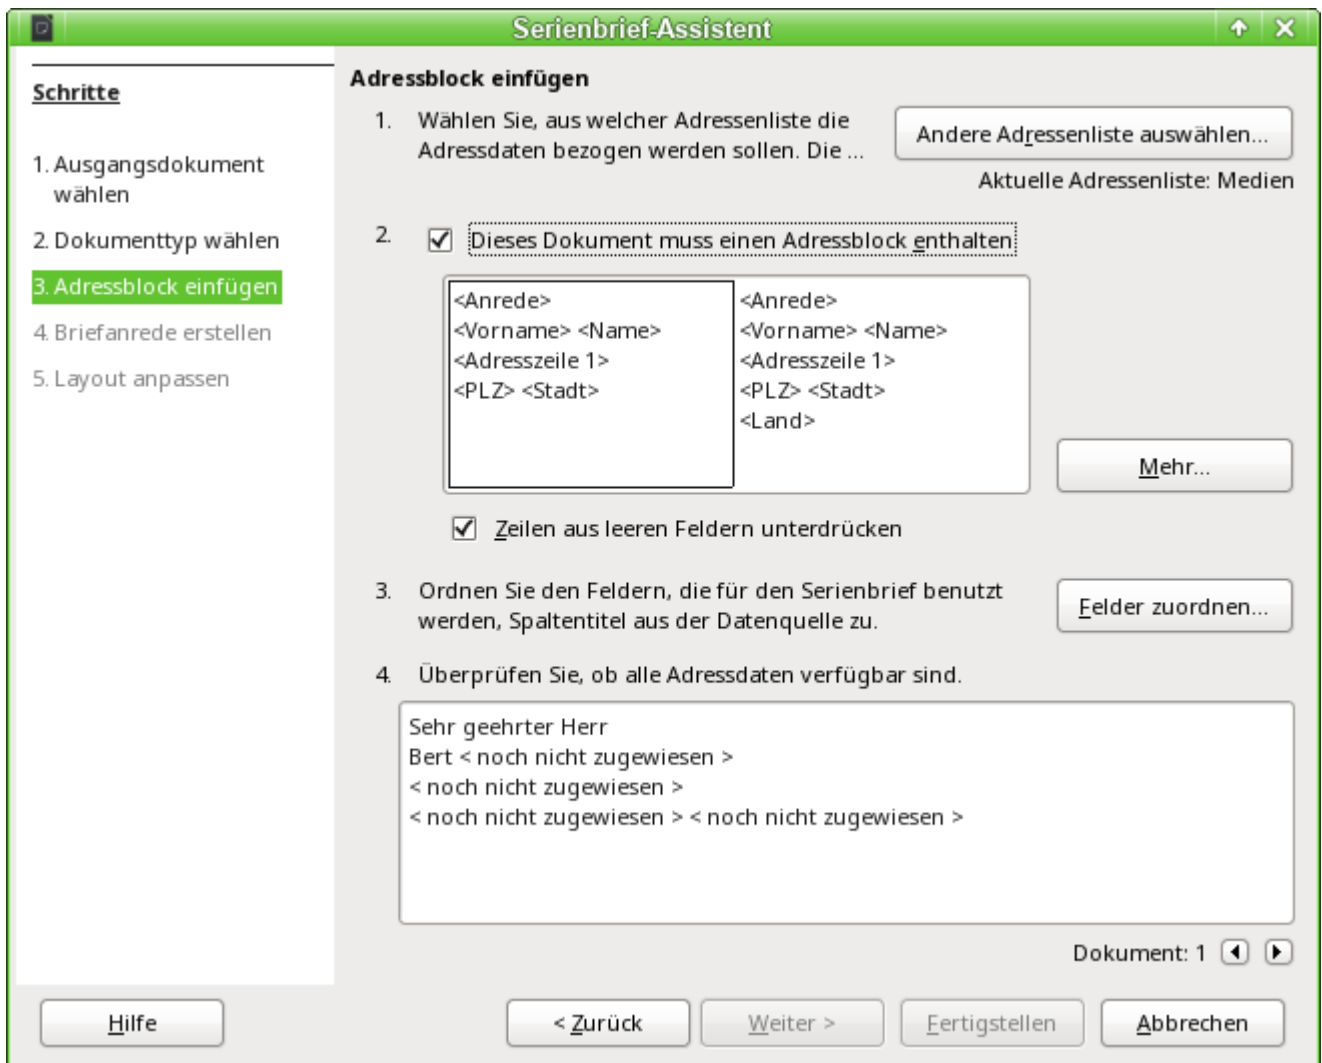 Serienbrief-Assistent
Schritte
1. Ausgangsdokument
wählen
2. Dokumenttyp wählen
3. Adressblock einfügen
4. Briefanrede erstellen
5. Layout anpassen
Adressblock einfügen
1. Wählen Sie, aus welcher Adressenliste die
Adressdaten bezogen werden sollen. Die ...
Andere Adressenliste auswählen...
Aktuelle Adressenliste: Medien
2. Dieses Dokument muss einen Adressblock enthalten
<Anrede>
<Vorname> <Name>
<Adresszeile 1>
<PLZ> <Stadt>
<Anrede>
<Vorname> <Name>
<Adresszeile 1>
<PLZ> <Stadt>
<Land>
Mehr...
Zeilen aus leeren Feldern unterdrücken
3. Ordnen Sie den Feldern, die für den Serienbrief benutzt
werden, Spaltentitel aus der Datenquelle zu.
Felder zuordnen...
4. Überprüfen Sie, ob alle Adressdaten verfügbar sind.
Sehr geehrter Herr
Bert < noch nicht zugewiesen >
< noch nicht zugewiesen >
< noch nicht zugewiesen > < noch nicht zugewiesen >
Dokument: 1
Hilfe
< Zurück
Weiter >
Fertigstellen
Abbrechen